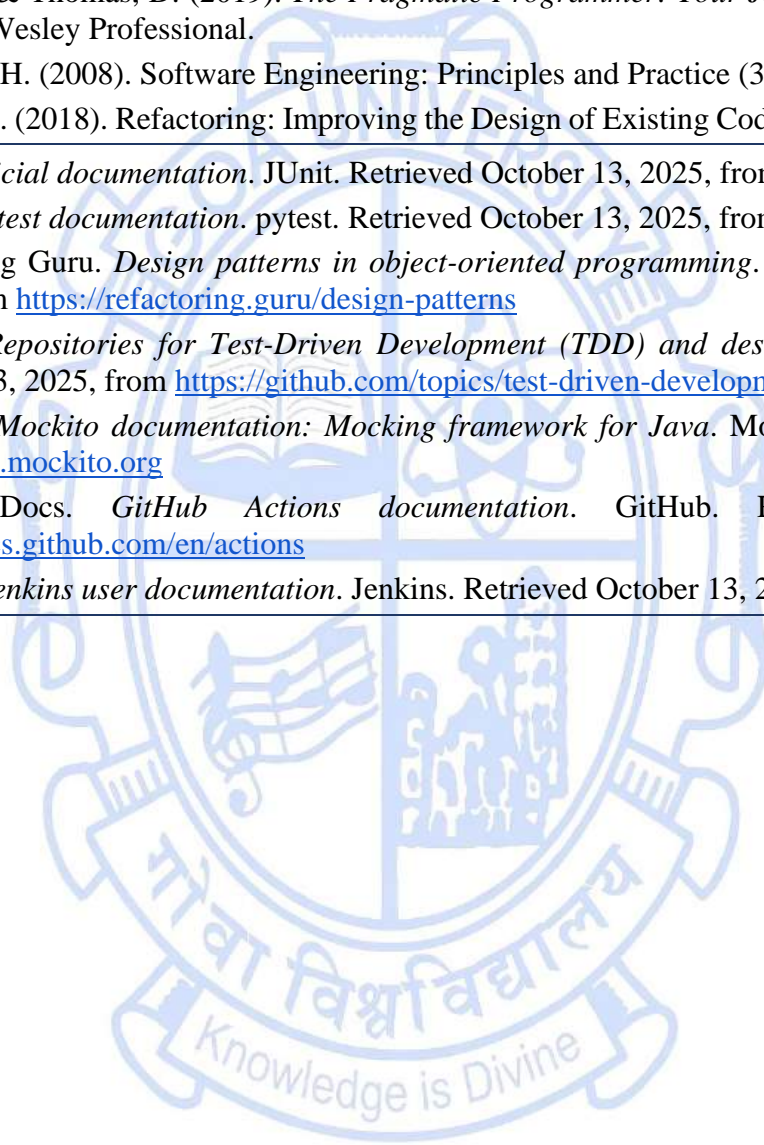 & Thomas, D. (2019). The Pragmatic Programmer: Your J
Wesley Professional.
H. (2008). Software Engineering: Principles and Practice (3
. (2018). Refactoring: Improving the Design of Existing Cod
icial documentation. JUnit. Retrieved October 13, 2025, from
test documentation. pytest. Retrieved October 13, 2025, from
g Guru. Design patterns in object-oriented programming.
https://refactoring.guru/design-patterns
Repositories for Test-Driven Development (TDD) and des
3, 2025, from https://github.com/topics/test-driven-developm
Mockito documentation: Mocking framework for Java. Mo
.mockito.org
Docs. GitHub Actions documentation. GitHub.
s.github.com/en/actions
enkins user documentation. Jenkins. Retrieved October 13, 2
GOA UNIVERSITY
गोंवा विश्वविद्यालय
Knowledge is Divine